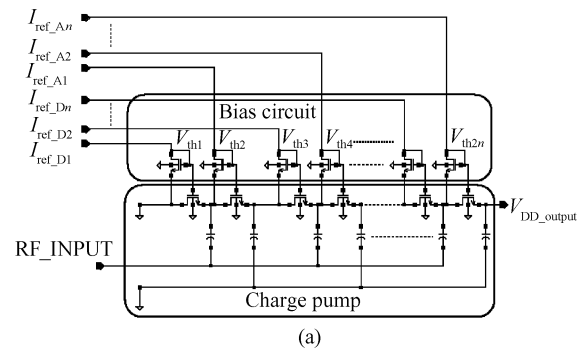 I_ref_An
I_ref_A2
I_ref_A1
I_ref_Dn
I_ref_D2
I_ref_D1
Bias circuit
V_th1 V_th2 V_th3 V_th4 V_th2n
V_DD_output
RF_INPUT
Charge pump
(a)